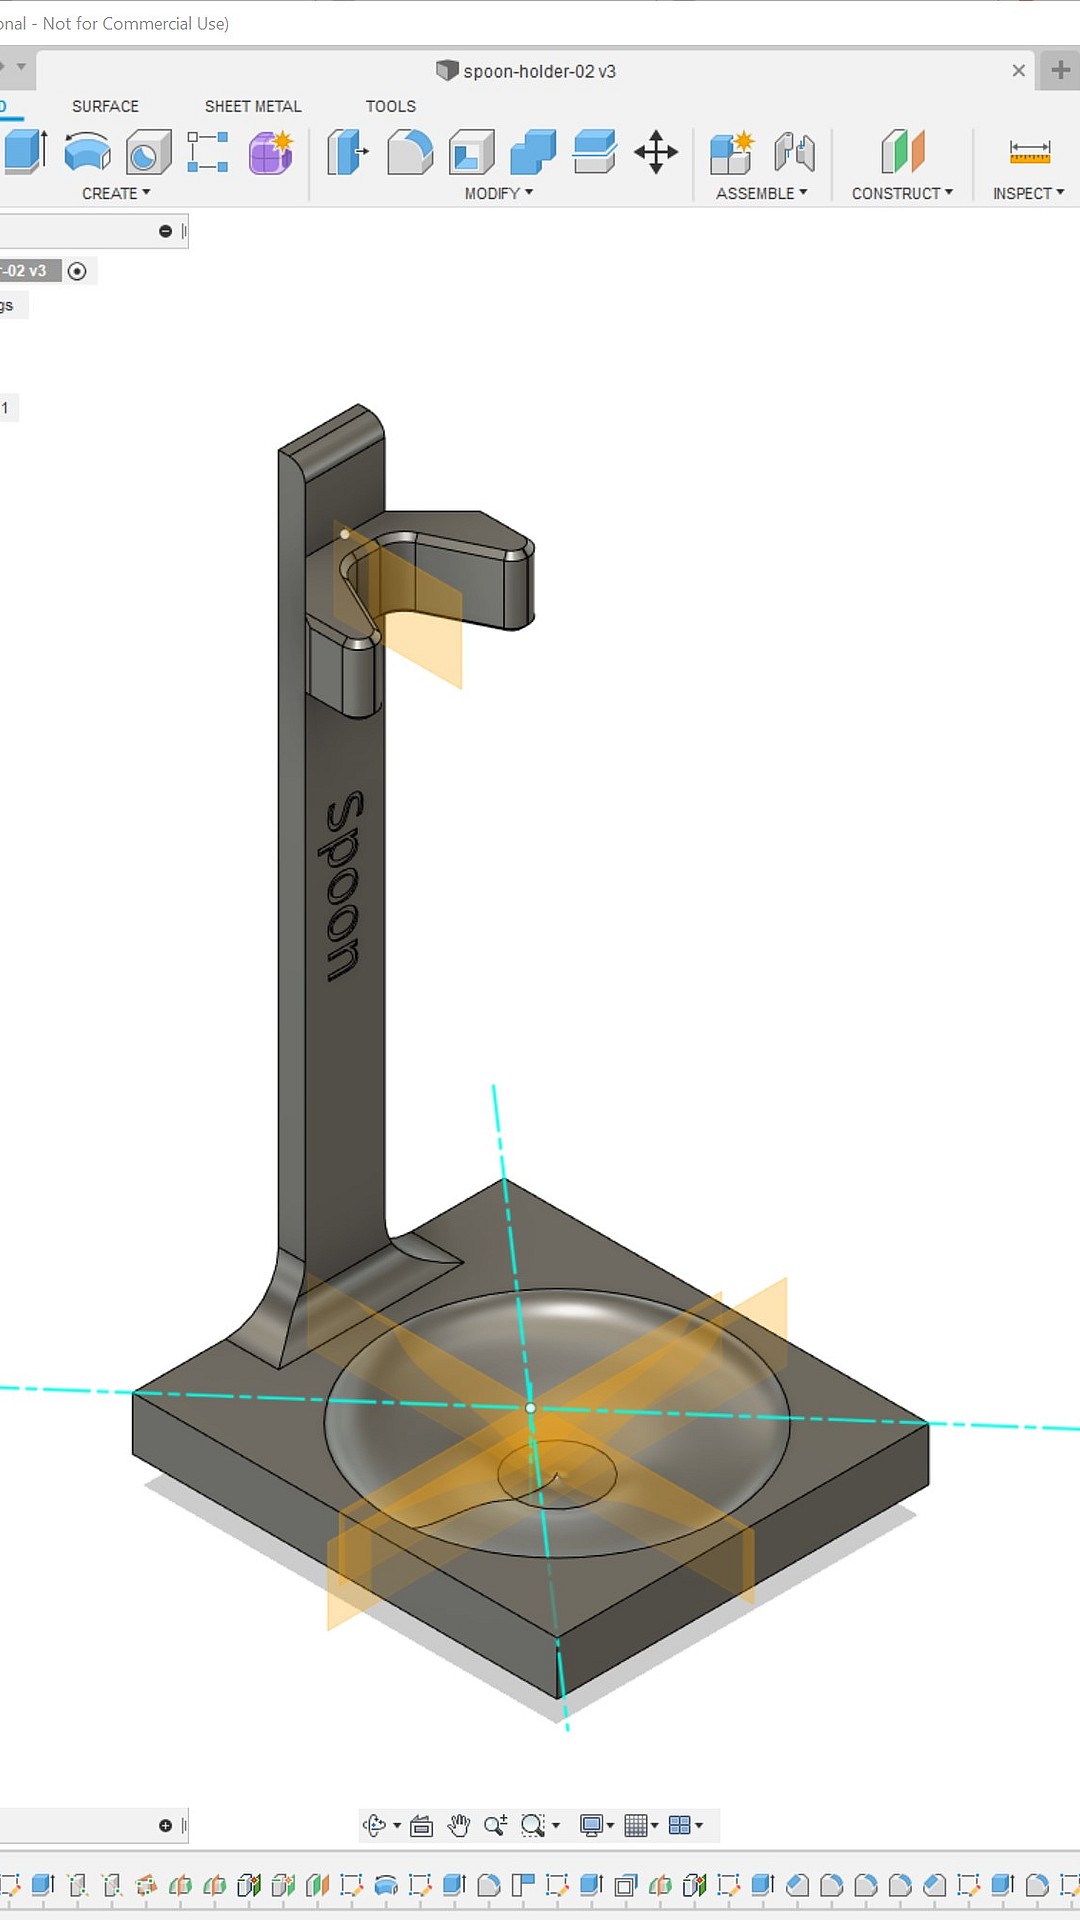 onal - Not for Commercial Use)
spoon-holder-02 v3
D SURFACE SHEET METAL TOOLS
CREATE MODIFY ASSEMBLE CONSTRUCT INSPECT
r-02 v3
gs
1
spoon